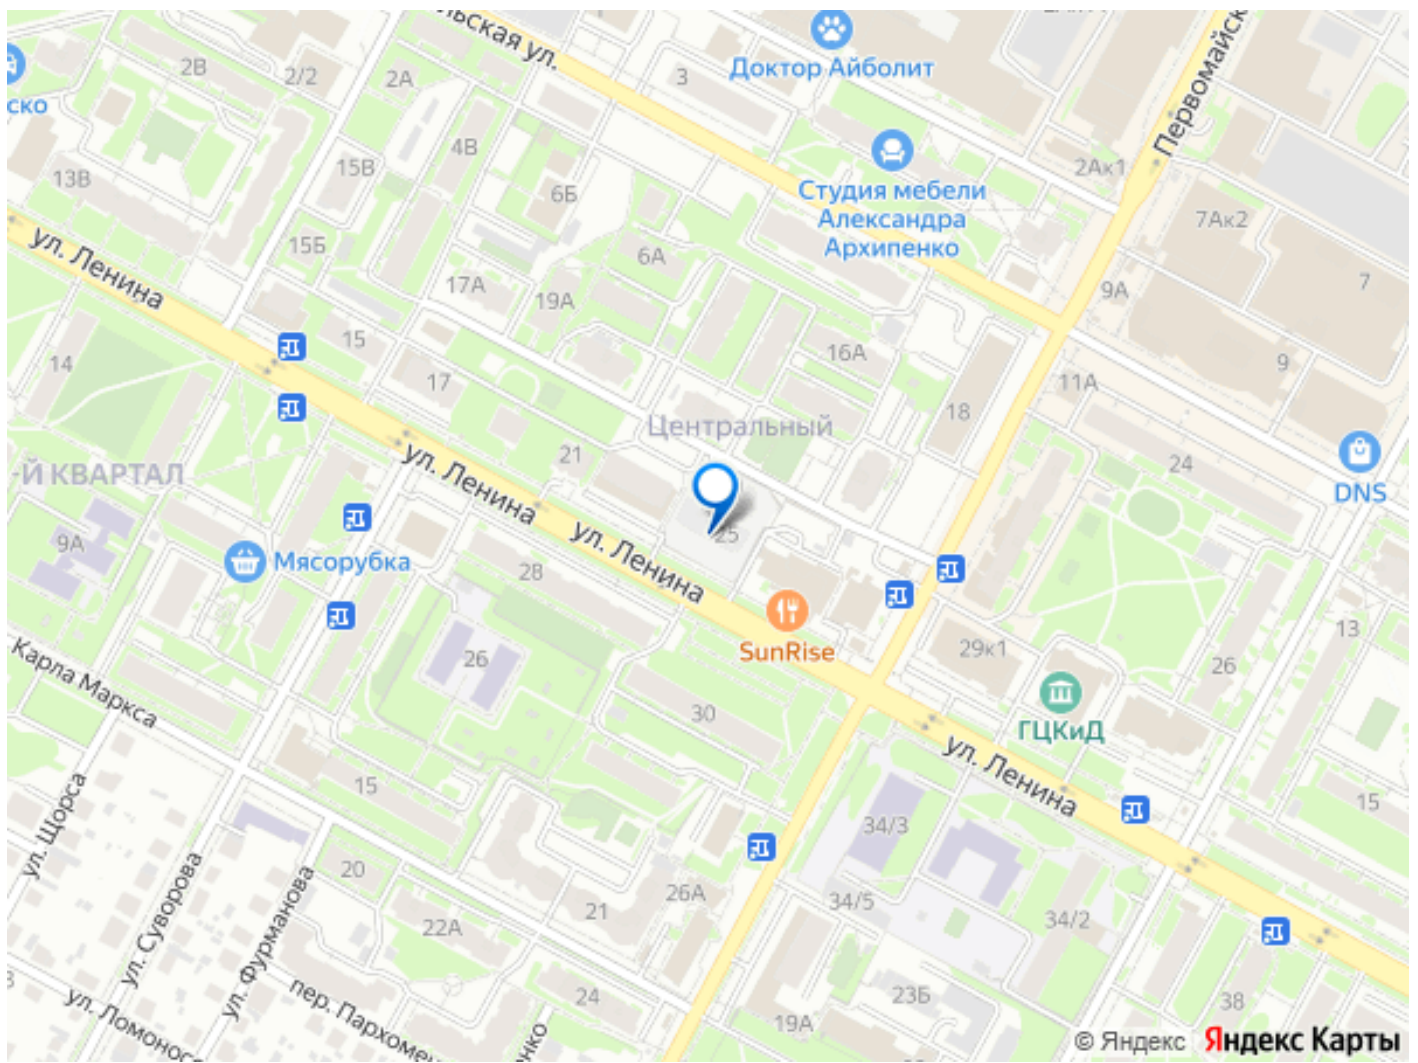 Доктор Айболит
Первомайск
2В
2/2
2А
3
ско
4В
15В
2Ак1
13В
6Б
Студия мебели
Александра
Архипенко
7Ак2
ул. Ленина
15Б
6А
17А
19А
9А
7
15
16А
14
17
11А
9
18
Центральный
21
24
-Й КВАРТАЛ
ул. Ленина
DNS
9А
Мясорубка
25
ул. Ленина
28
SunRise
13
29к1
26
26
Карла Маркса
30
ГЦКиД
ул. Ленина
15
15
ул. Щорса
34/3
20
ул. Суворова
ул. Фурманова
26А
21
34/5
34/2
22А
пер. Пархоме
24
23Б
38
ул. Ломонос
19А
нко
© Яндекс Яндекс Карты